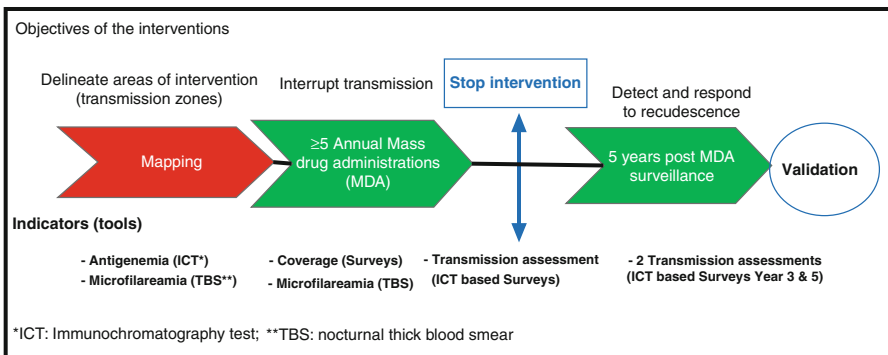 Objectives of the interventions
Delineate areas of intervention
(transmission zones)
Interrupt transmission
Stop intervention
Detect and respond
to recudescence
Mapping
≥5 Annual Mass
drug administrations
(MDA)
5 years post MDA
surveillance
Validation
Indicators (tools)
- Antigenemia (ICT*)
- Microfilareamia (TBS**)
- Coverage (Surveys)
- Microfilareamia (TBS)
- Transmission assessment
(ICT based Surveys)
- 2 Transmission assessments
(ICT based Surveys Year 3 & 5)
*ICT: Immunochromatography test; **TBS: nocturnal thick blood smear